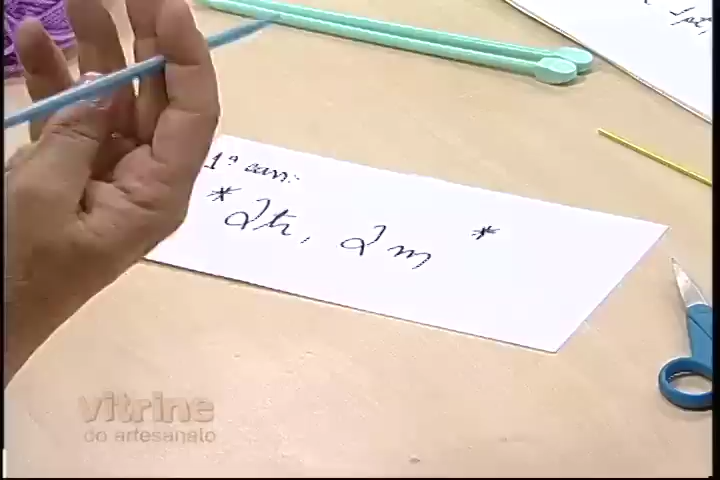 1ª carr:
* 2tr, 2m *
vitrine
do artesanato